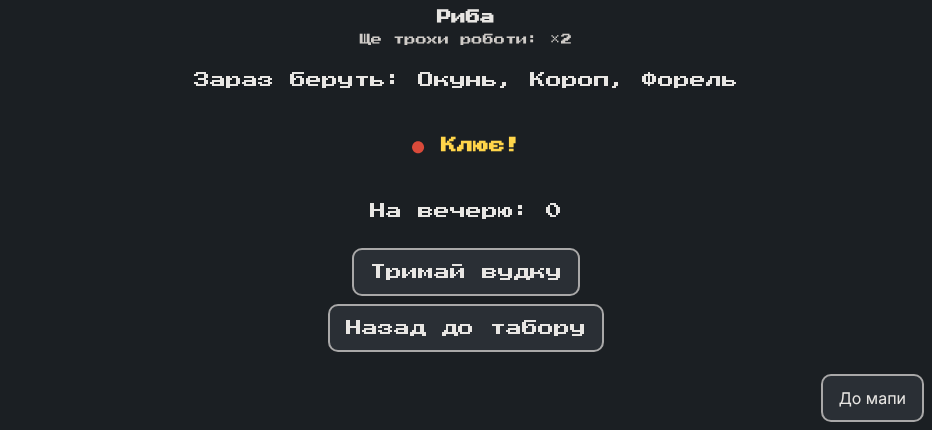 Риба
Ще трохи роботи: ×2
Зараз беруть: Окунь, Короп, Форель
Клює!
На вечерю: 0
Тримай вудку
Назад до табору
До мапи